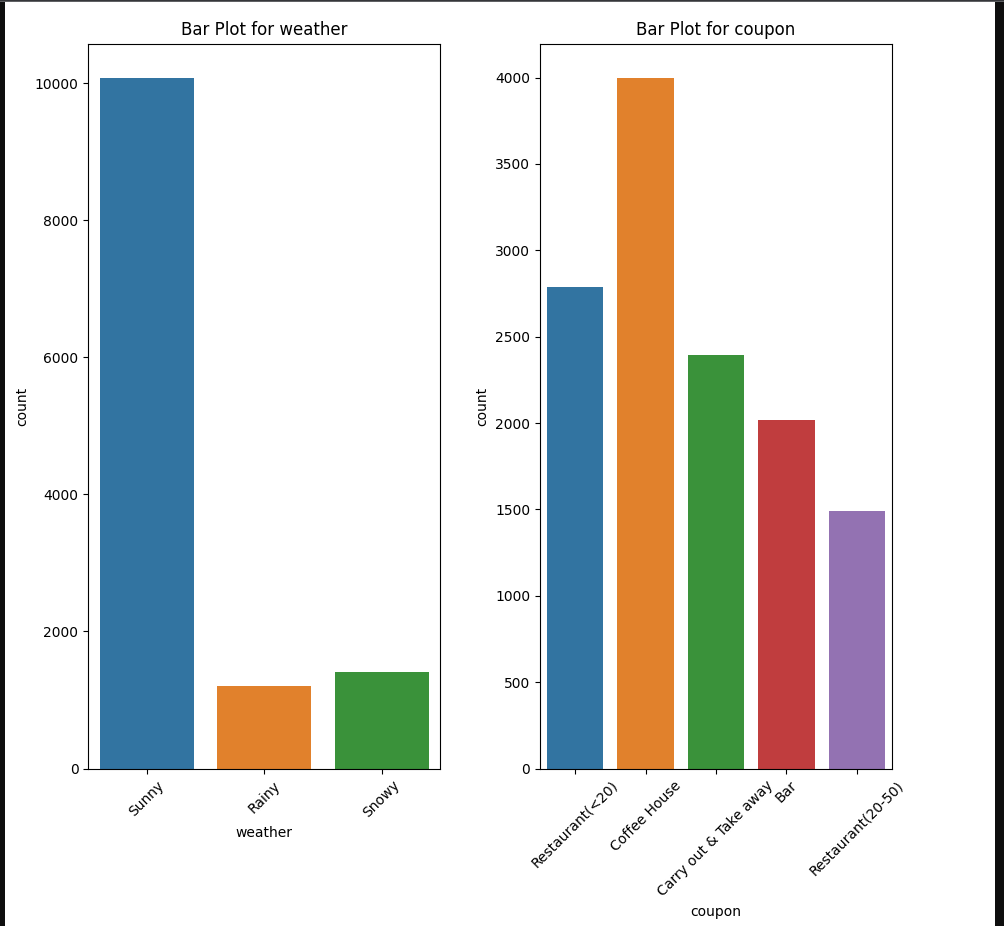 Bar Plot for weather
10000
8000
6000
4000
2000
0
count
Sunny
Rainy
Snowy
weather
Bar Plot for coupon
4000
3500
3000
2500
2000
1500
1000
500
0
count
Restaurant(<20)
Coffee House
Carry out & Take away
Bar
Restaurant(20-50)
coupon